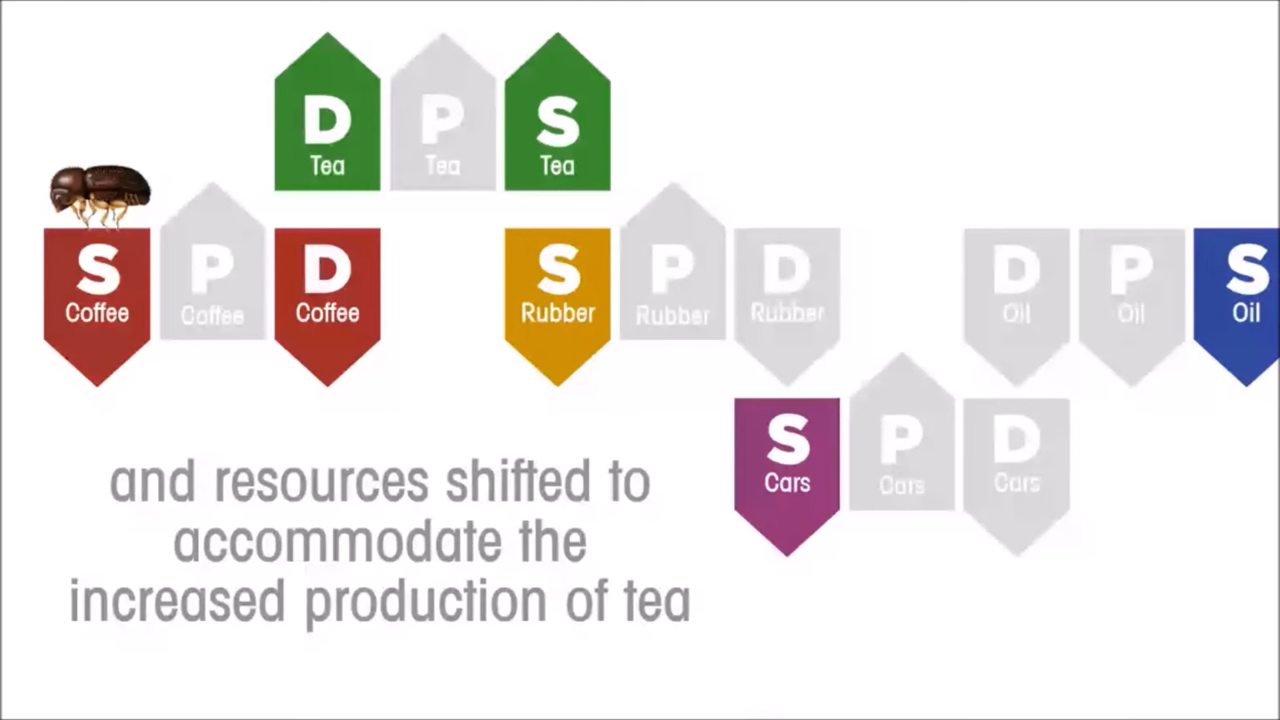 D P S
Tea Tea Tea
S P D S P D D P S
Coffee Coffee Coffee Rubber Rubber Rubber Oil Oil Oil
S P D
Cars Cars Cars
and resources shifted to
accommodate the
increased production of tea